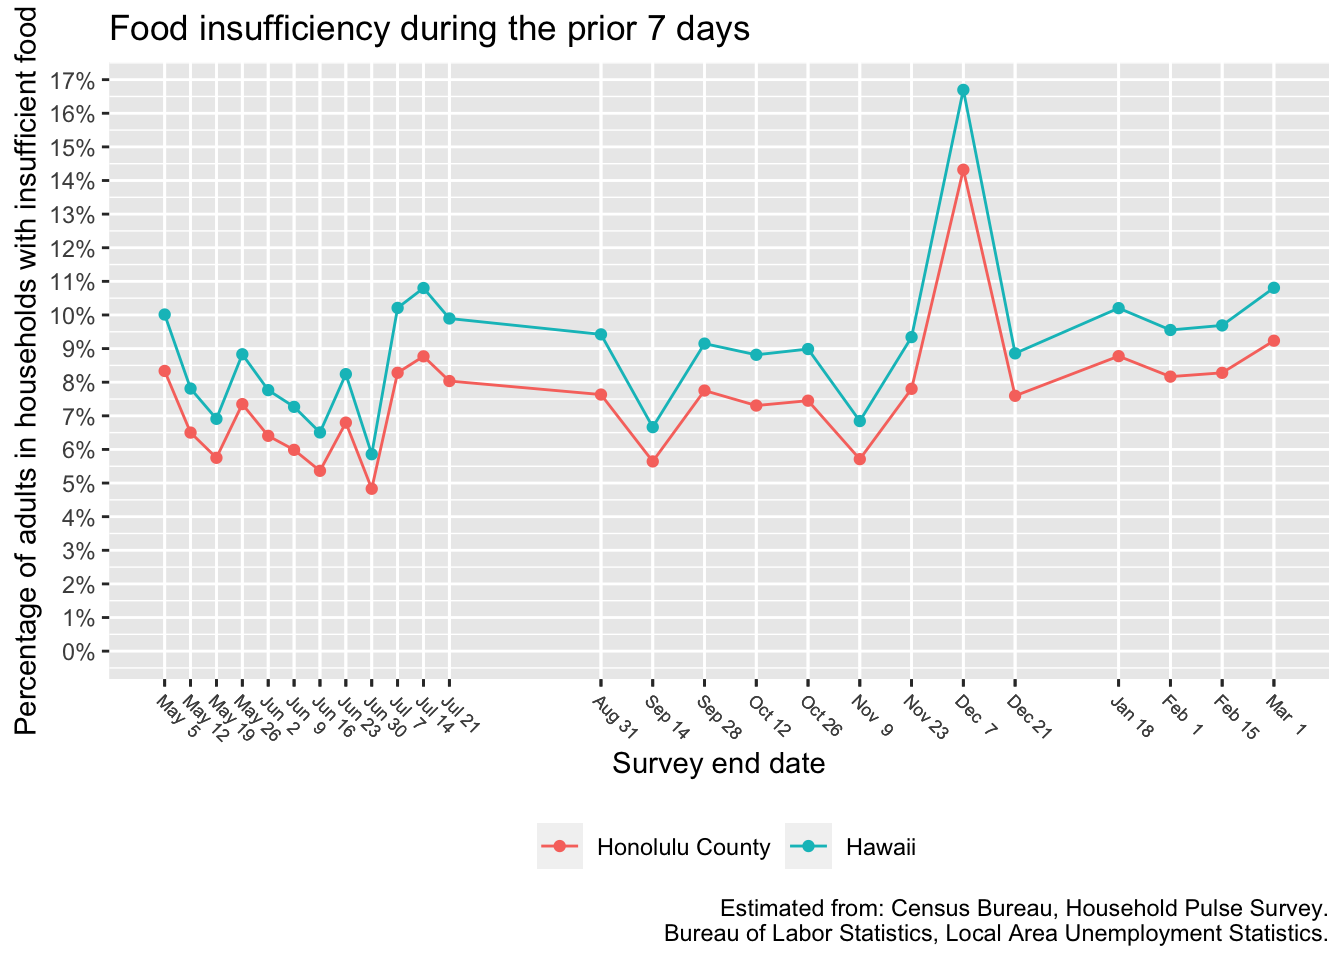 Food insufficiency during the prior 7 days
Percentage of adults in households with insufficient food
17%
16%
15%
14%
13%
12%
11%
10%
9%
8%
7%
6%
5%
4%
3%
2%
1%
0%
May 5
May 12
May 19
May 26
Jun 2
Jun 9
Jun 16
Jun 23
Jun 30
Jul 7
Jul 14
Jul 21
Aug 31
Sep 14
Sep 28
Oct 12
Oct 26
Nov 9
Nov 23
Dec 7
Dec 21
Jan 18
Feb 1
Feb 15
Mar 1
Survey end date
Honolulu County
Hawaii
Estimated from: Census Bureau, Household Pulse Survey.
Bureau of Labor Statistics, Local Area Unemployment Statistics.